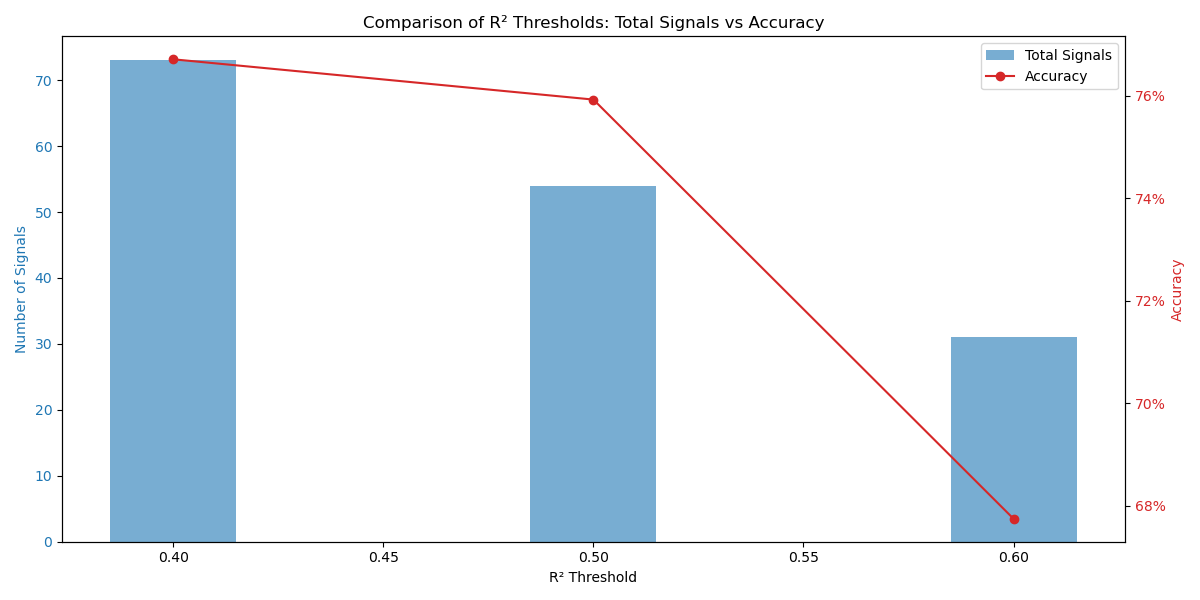 Comparison of R² Thresholds: Total Signals vs Accuracy
Total Signals
Accuracy
Number of Signals
70
60
50
40
30
20
10
0
76%
74%
72%
70%
68%
Accuracy
0.40 0.45 0.50 0.55 0.60
R² Threshold